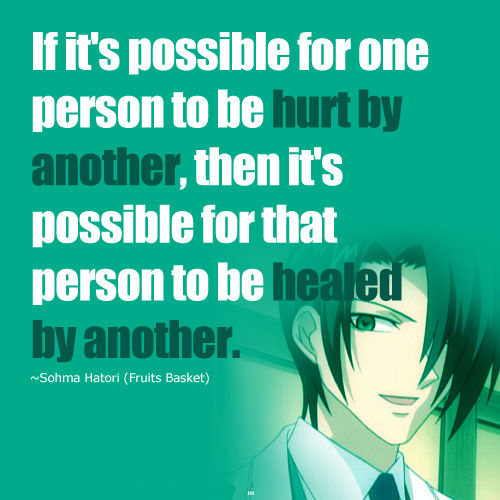 If it's possible for one
person to be hurt by
another, then it's
possible for that
person to be healed
by another.
~Sohma Hatori (Fruits Basket)